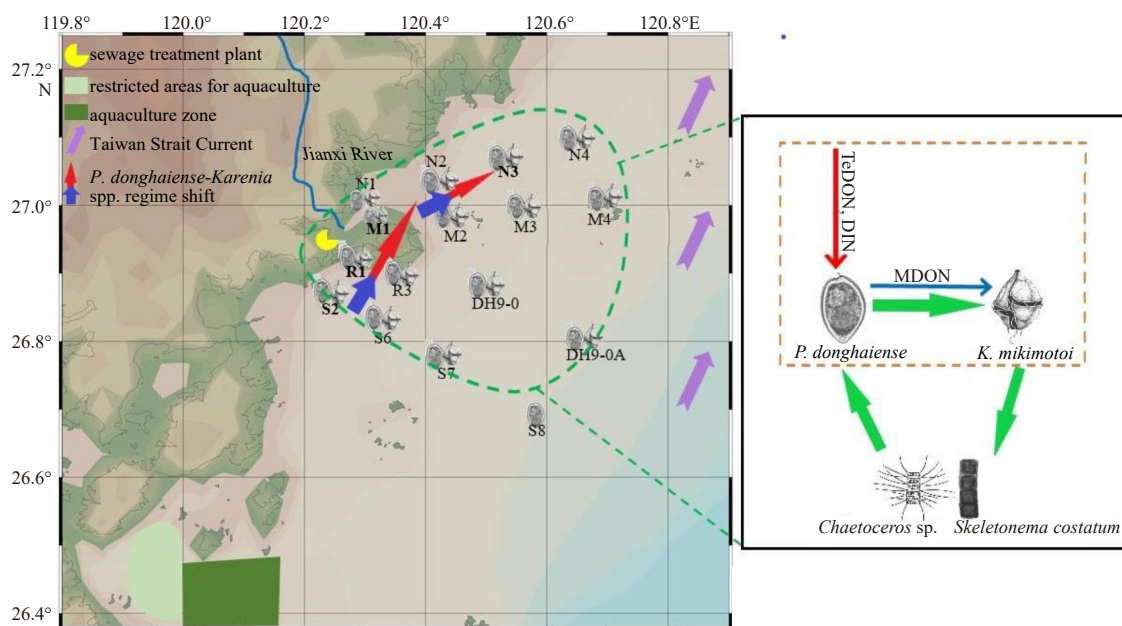 119.8° 120.0° 120.2° 120.4° 120.6° 120.8°E
27.2°
N
27.0°
26.8°
26.6°
26.4°
sewage treatment plant
restricted areas for aquaculture
aquaculture zone
Taiwan Strait Current
P. donghaiense-Karenia
spp. regime shift
Jianxi River
N4
N2
N3
N1
M1
M2
M3
M4
R1
R3
S2
DH9-0
S6
DH9-0A
S7
S8
TeDON, DIN
MDON
P. donghaiense K. mikimotoi
Chaetoceros sp. Skeletonema costatum